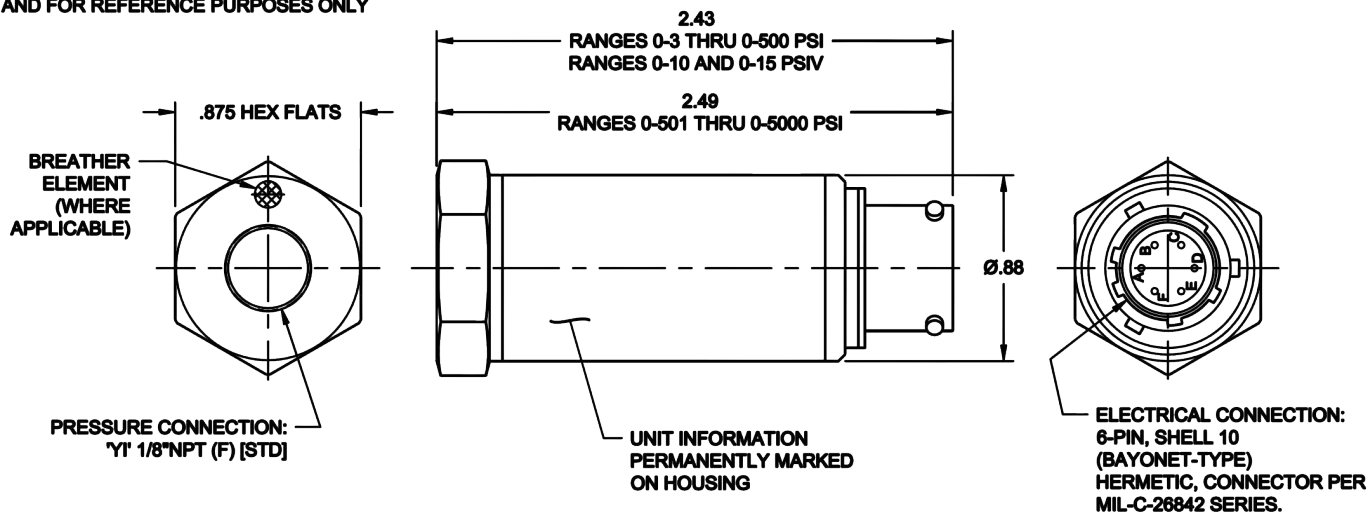 AND FOR REFERENCE PURPOSES ONLY
2.43
RANGES 0-3 THRU 0-500 PSI
RANGES 0-10 AND 0-15 PSIV
.875 HEX FLATS
2.49
RANGES 0-501 THRU 0-5000 PSI
BREATHER
ELEMENT
(WHERE
APPLICABLE)
Ø.88
A
B
C
D
E
F
PRESSURE CONNECTION:
'YI' 1/8"NPT (F) [STD]
UNIT INFORMATION
PERMANENTLY MARKED
ON HOUSING
ELECTRICAL CONNECTION:
6-PIN, SHELL 10
(BAYONET-TYPE)
HERMETIC, CONNECTOR PER
MIL-C-26842 SERIES.